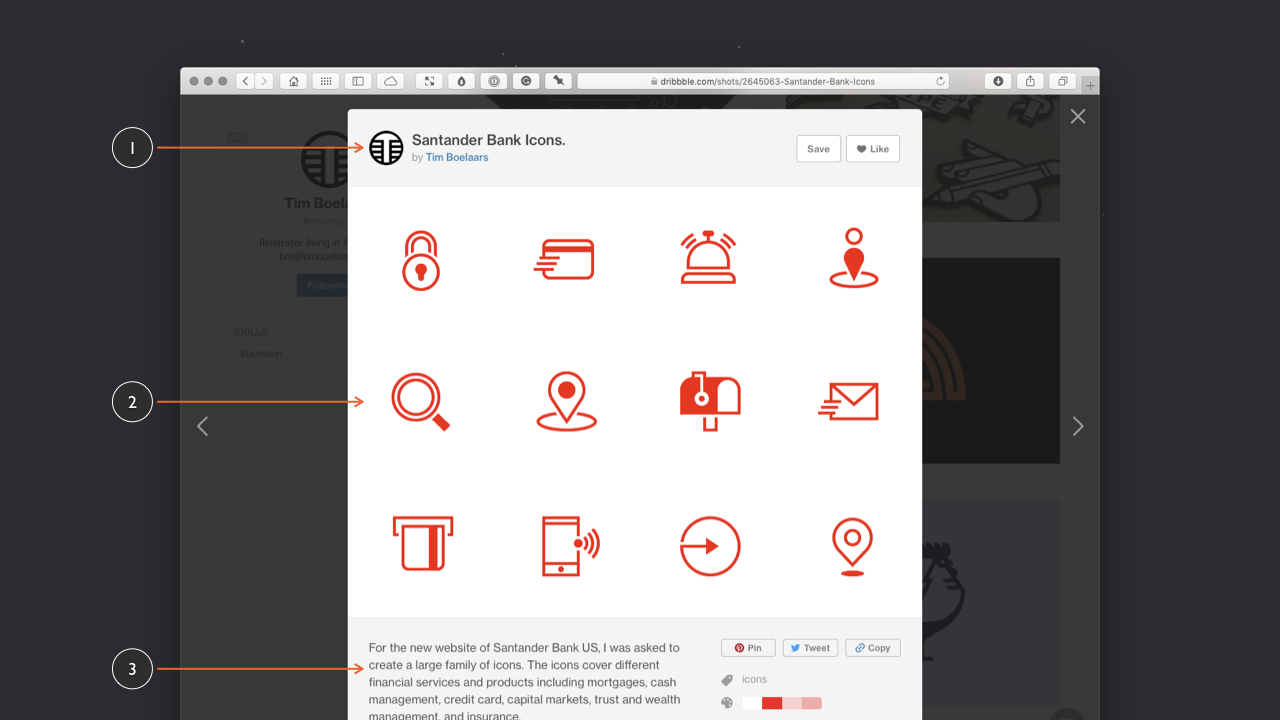 dribbble.com/shots/2645063-Santander-Bank-Icons
1
Santander Bank Icons.
by Tim Boelaars
Save
Like
Tim Boela
Amsterda
Illustrator living in A
tim@timboelaa
Following
SKILLS
illustration
2
3
For the new website of Santander Bank US, I was asked to
create a large family of icons. The icons cover different
financial services and products including mortgages, cash
management, credit card, capital markets, trust and wealth
management, and insurance.
Pin
Tweet
Copy
icons